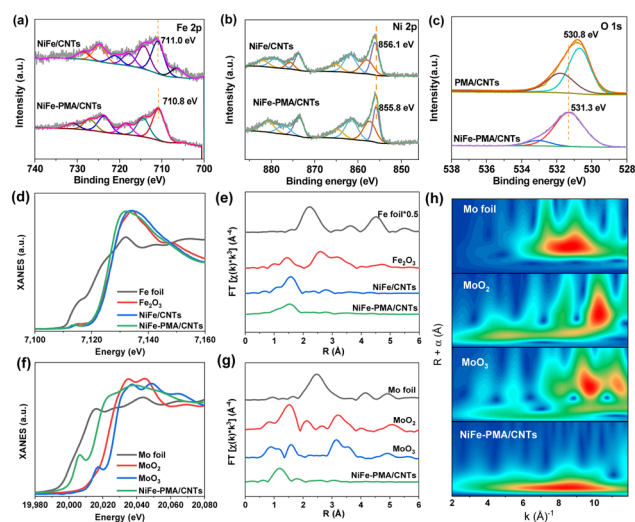 (a)
Fe 2p
NiFe/CNTs
711.0 eV
NiFe-PMA/CNTs
710.8 eV
Intensity (a.u.)
740 730 720 710 700
Binding energy (eV)
(b)
Ni 2p
NiFe/CNTs
856.1 eV
NiFe-PMA/CNTs
855.8 eV
Intensity (a.u.)
880 870 860 850
Binding energy (eV)
(c)
O 1s
530.8 eV
PMA/CNTs
531.3 eV
NiFe-PMA/CNTs
Intensity(a.u.)
538 536 534 532 530 528
Binding energy (eV)
(d)
XANES (a.u.)
Fe foil
Fe₂O₃
NiFe/CNTs
NiFe-PMA/CNTs
7,100 7,120 7,140 7,160
Energy (eV)
(e)
FT [χ(k)*k³] (Å⁻⁴)
Fe foil*0.5
Fe₂O₃
NiFe/CNTs
NiFe-PMA/CNTs
0 1 2 3 4 5 6
R (Å)
(f)
XANES (a.u.)
Mo foil
MoO₂
MoO₃
NiFe-PMA/CNTs
19,980 20,000 20,020 20,040 20,060 20,080
Energy (eV)
(g)
FT [χ(k)*k³] (Å⁻⁴)
Mo foil
MoO₂
MoO₃
NiFe-PMA/CNTs
0 1 2 3 4 5 6
R (Å)
(h)
Mo foil
MoO₂
MoO₃
NiFe-PMA/CNTs
R + α (Å)
2 4 6 8 10
k (Å)⁻¹